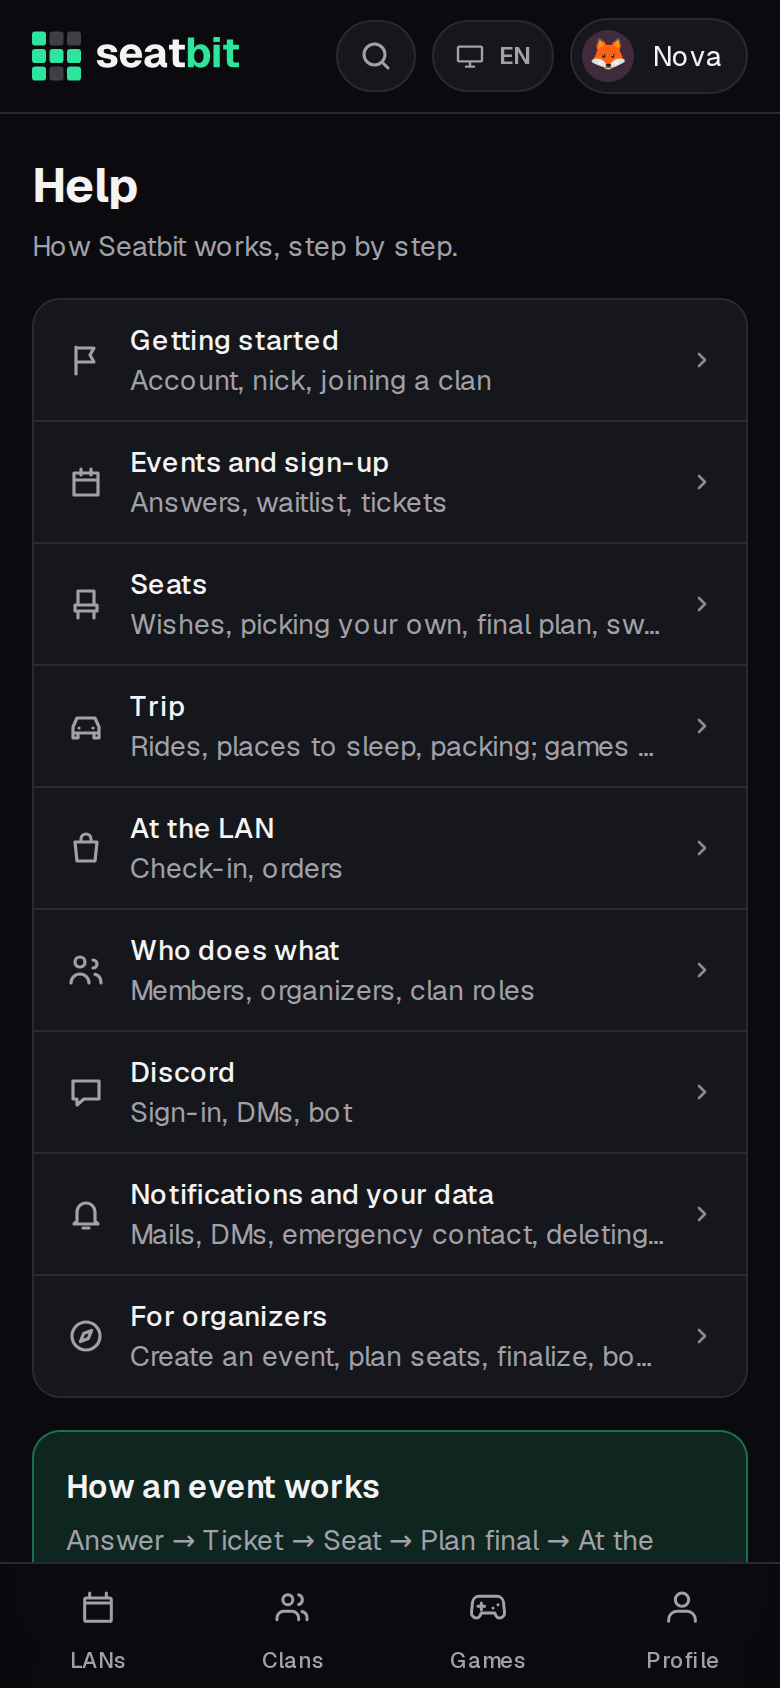 seatbit
EN
Nova
Help
How Seatbit works, step by step.
Getting started
Account, nick, joining a clan
Events and sign-up
Answers, waitlist, tickets
Seats
Wishes, picking your own, final plan, sw...
Trip
Rides, places to sleep, packing; games ...
At the LAN
Check-in, orders
Who does what
Members, organizers, clan roles
Discord
Sign-in, DMs, bot
Notifications and your data
Mails, DMs, emergency contact, deleting...
For organizers
Create an event, plan seats, finalize, bo...
How an event works
Answer → Ticket → Seat → Plan final → At the
LANs
Clans
Games
Profile